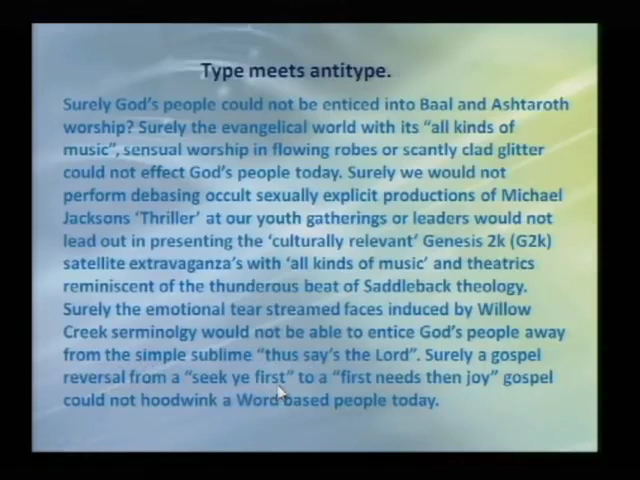 Type meets antitype.
Surely God's people could not be enticed into Baal and Ashtaroth
worship? Surely the evangelical world with its "all kinds of
music", sensual worship in flowing robes or scantly clad glitter
could not effect God's people today. Surely we would not
perform debasing occult sexually explicit productions of Michael
Jacksons 'Thriller' at our youth gatherings or leaders would not
lead out in presenting the 'culturally relevant' Genesis 2k (G2k)
satellite extravaganza's with 'all kinds of music' and theatrics
reminiscent of the thunderous beat of Saddleback theology.
Surely the emotional tear streamed faces induced by Willow
Creek serminolgy would not be able to entice God's people away
from the simple sublime "thus say's the Lord". Surely a gospel
reversal from a "seek ye first" to a "first needs then joy" gospel
could not hoodwink a Word based people today.